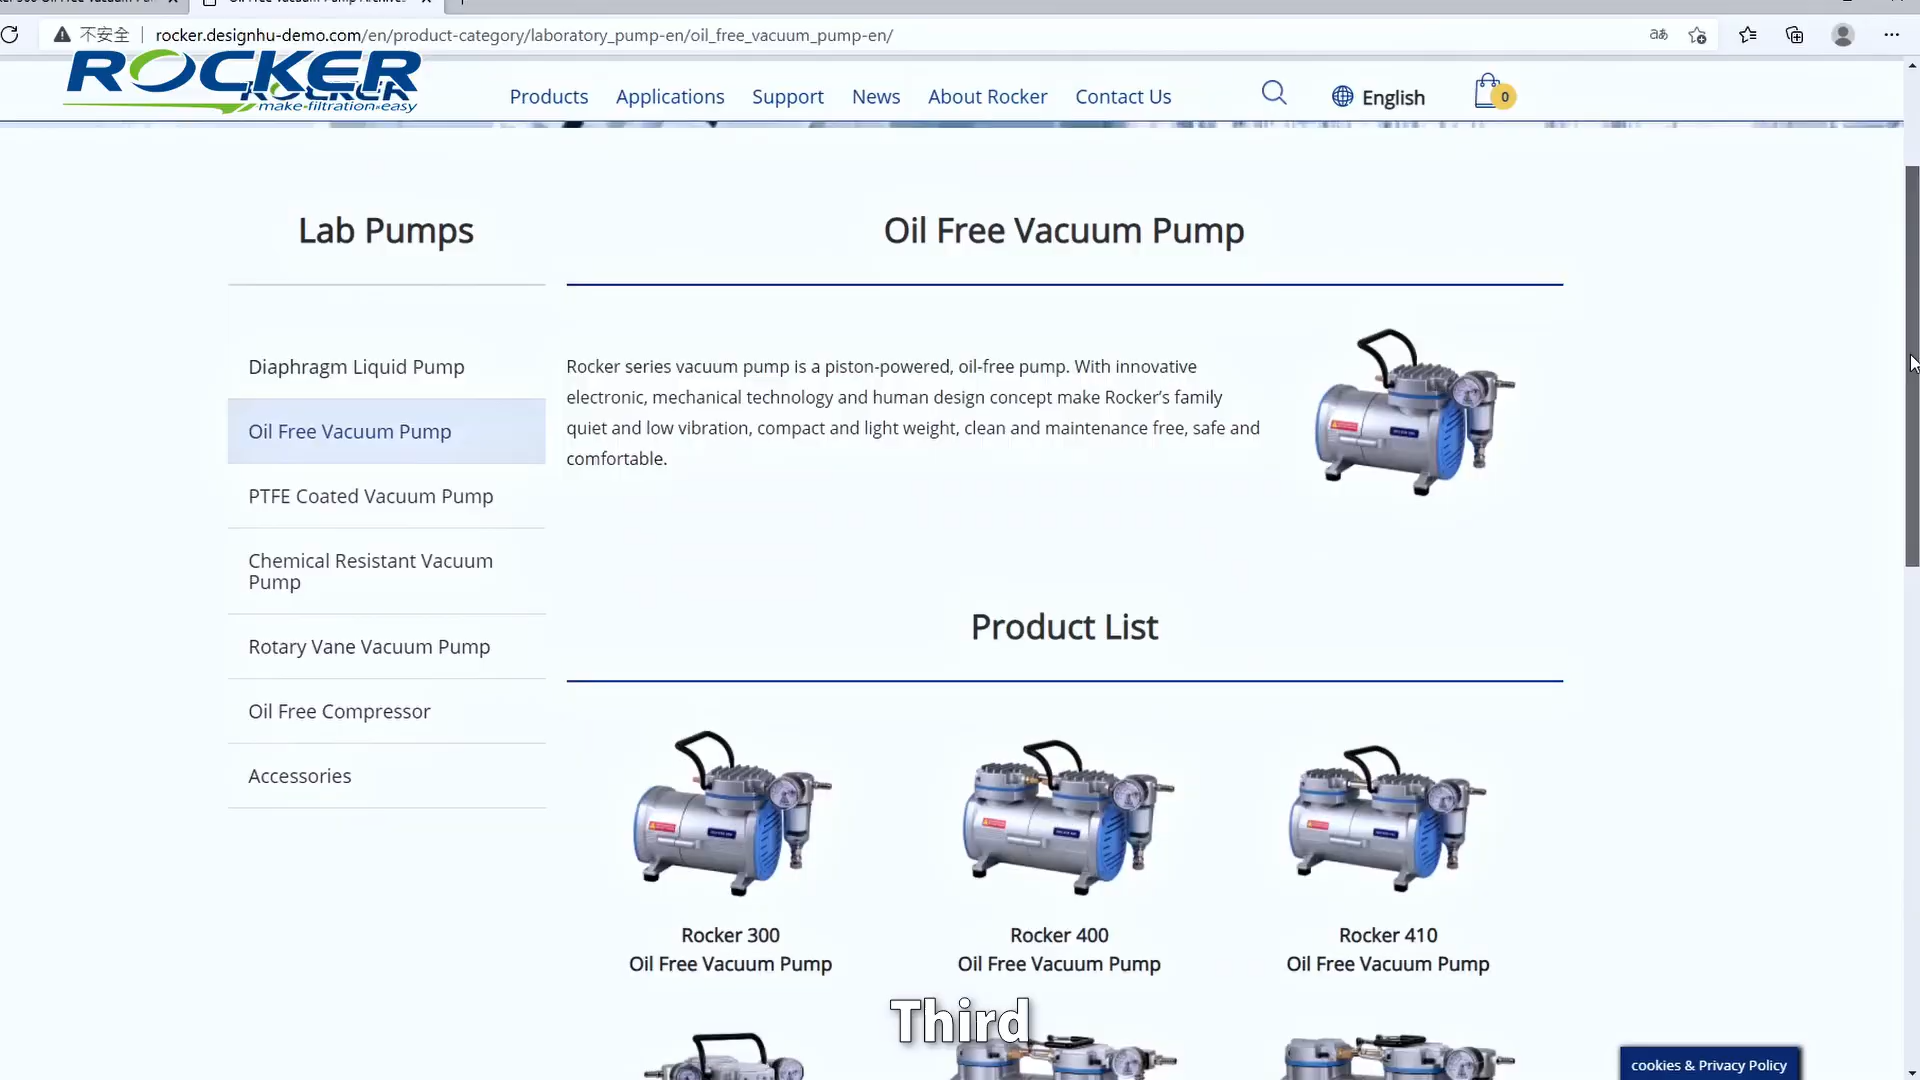 不安全 rocker.designhu-demo.com/en/product-category/laboratory_pump-en/oil_free_vacuum_pump-en/
ROCKER
make-filtration-easy
Products Applications Support News About Rocker Contact Us English 0
Lab Pumps
Diaphragm Liquid Pump
Oil Free Vacuum Pump
PTFE Coated Vacuum Pump
Chemical Resistant Vacuum
Pump
Rotary Vane Vacuum Pump
Oil Free Compressor
Accessories
Oil Free Vacuum Pump
Rocker series vacuum pump is a piston-powered, oil-free pump. With innovative
electronic, mechanical technology and human design concept make Rocker’s family
quiet and low vibration, compact and light weight, clean and maintenance free, safe and
comfortable.
Product List
Rocker 300
Oil Free Vacuum Pump
Rocker 400
Oil Free Vacuum Pump
Rocker 410
Oil Free Vacuum Pump
Third
cookies & Privacy Policy